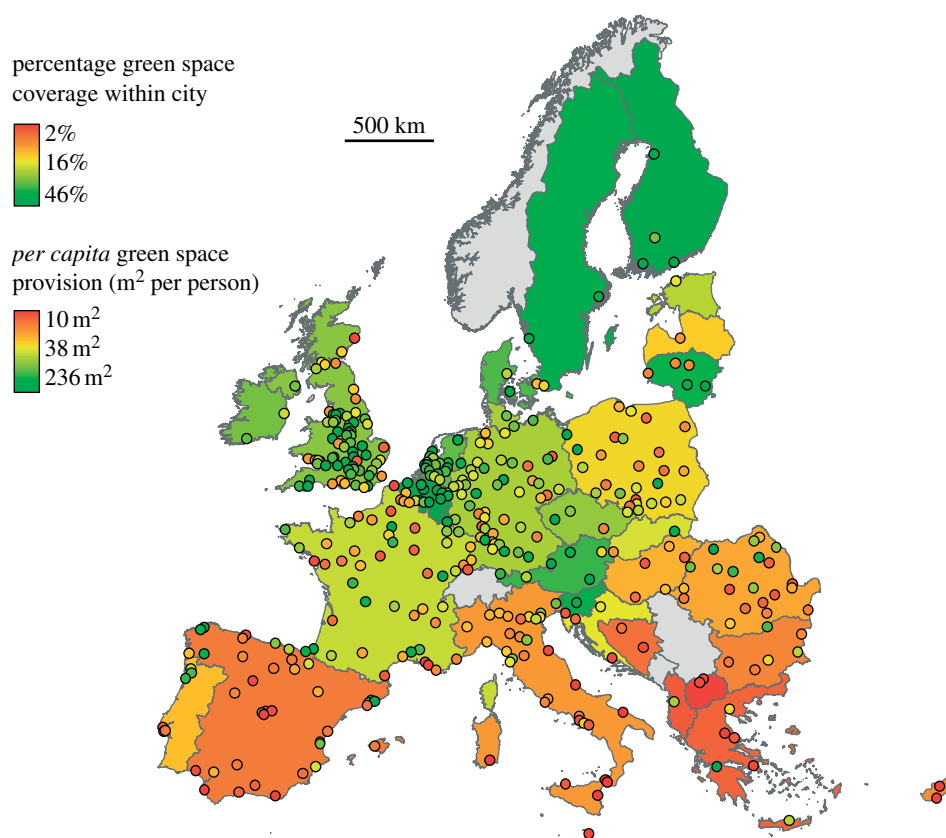 percentage green space
coverage within city
2%
16%
46%
500 km
per capita green space
provision (m² per person)
10 m²
38 m²
236 m²